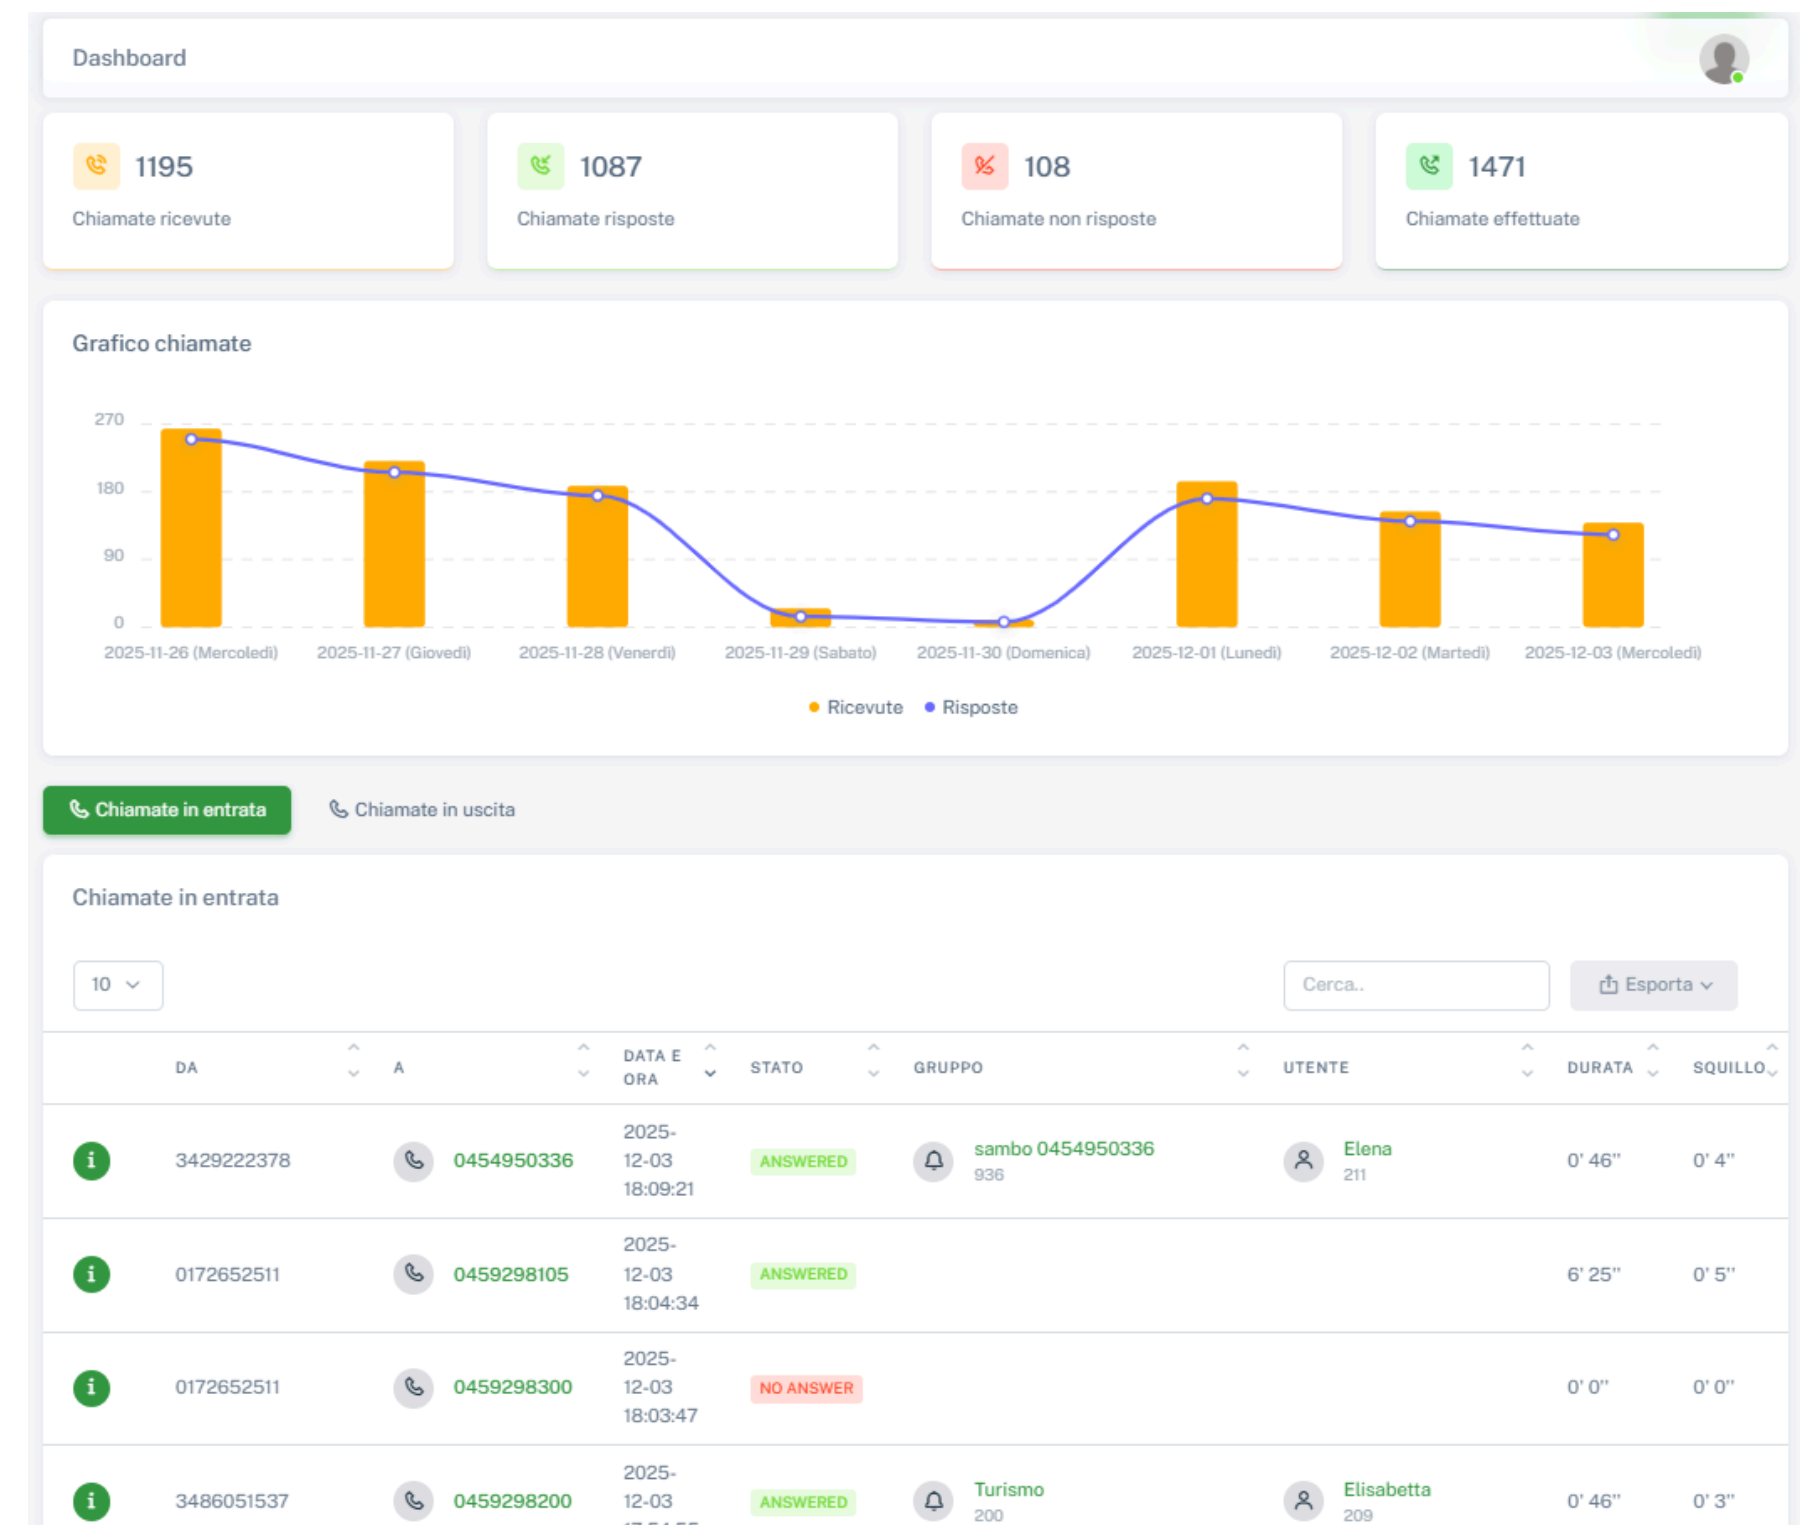 Dashboard
1195
Chiamate ricevute
1087
Chiamate risposte
108
Chiamate non risposte
1471
Chiamate effettuate
Grafico chiamate
270
180
90
0
2025-11-26 (Mercoledì)
2025-11-27 (Giovedì)
2025-11-28 (Venerdì)
2025-11-29 (Sabato)
2025-11-30 (Domenica)
2025-12-01 (Lunedì)
2025-12-02 (Martedì)
2025-12-03 (Mercoledì)
Ricevute
Risposte
Chiamate in entrata
Chiamate in uscita
Chiamate in entrata
10
Cerca..
Esporta
DA
A
DATA E
ORA
STATO
GRUPPO
UTENTE
DURATA
SQUILLO
3429222378
0454950336
2025-
12-03
18:09:21
ANSWERED
sambo 0454950336
936
Elena
211
0' 46''
0' 4''
0172652511
0459298105
2025-
12-03
18:04:34
ANSWERED
6' 25''
0' 5''
0172652511
0459298300
2025-
12-03
18:03:47
NO ANSWER
0' 0''
0' 0''
3486051537
0459298200
2025-
12-03
ANSWERED
Turismo
200
Elisabetta
209
0' 46''
0' 3''